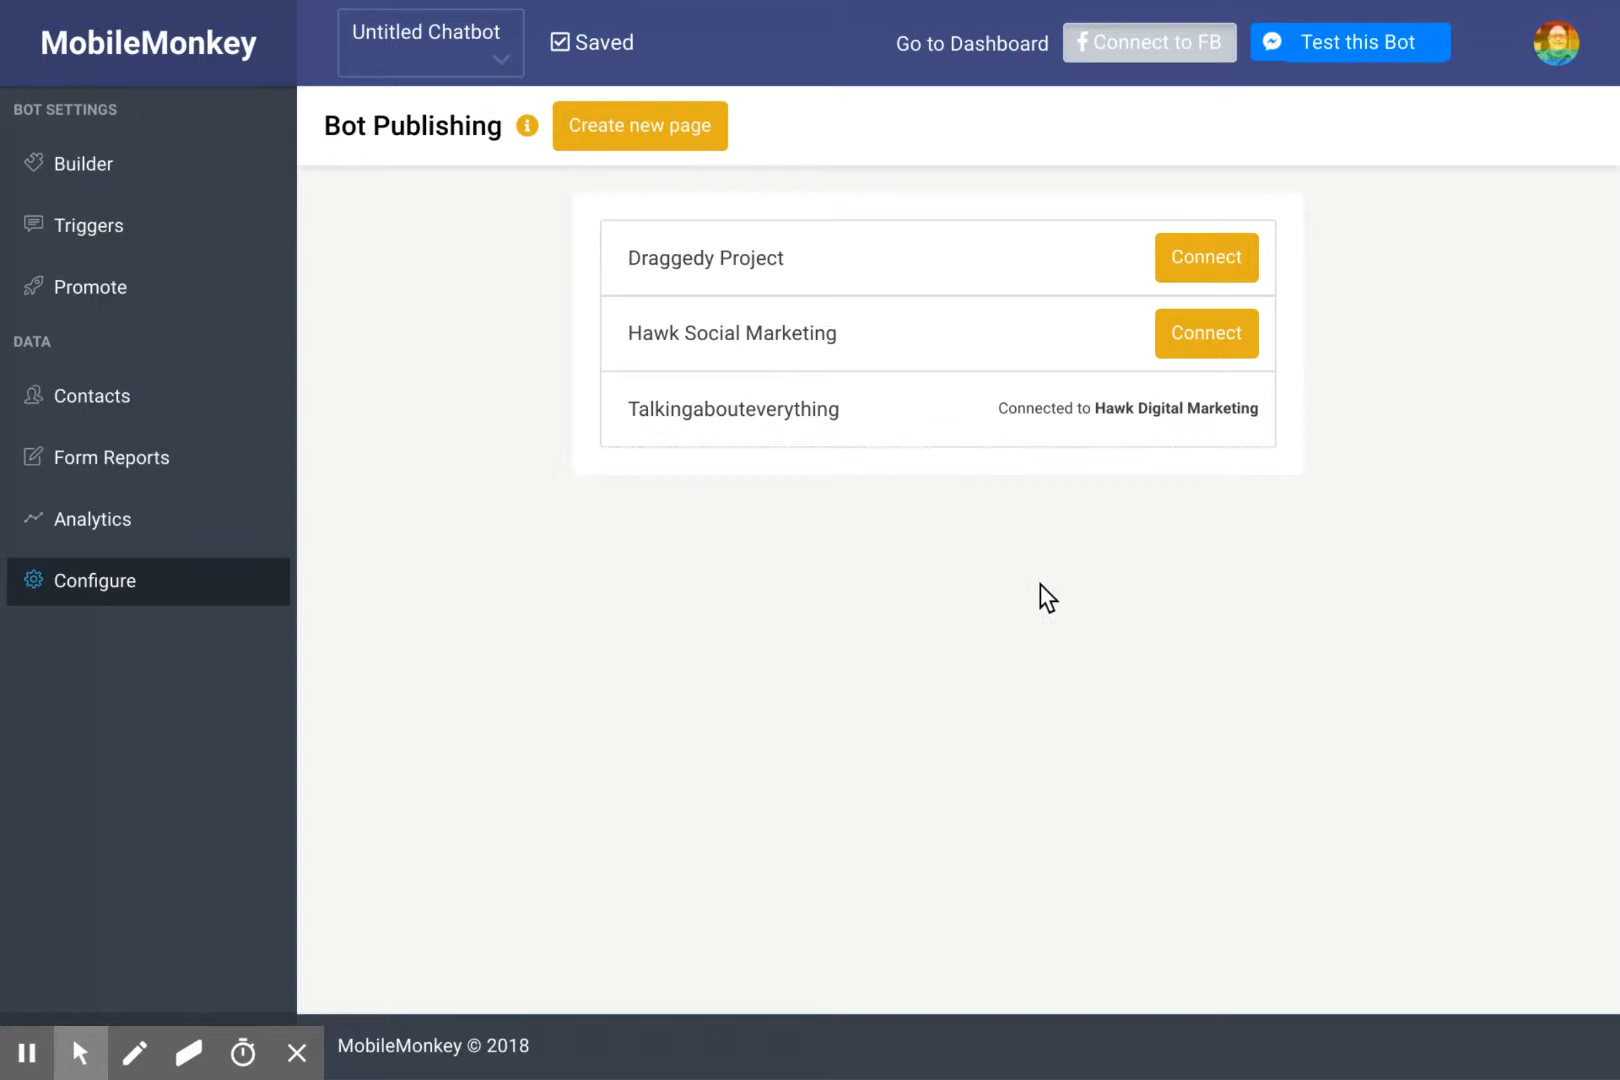 MobileMonkey
Untitled Chatbot
Saved
Go to Dashboard
Connect to FB
Test this Bot
BOT SETTINGS
Builder
Triggers
Promote
DATA
Contacts
Form Reports
Analytics
Configure
Bot Publishing
Create new page
Draggedy Project
Connect
Hawk Social Marketing
Connect
Talkingabouteverything
Connected to Hawk Digital Marketing
MobileMonkey © 2018